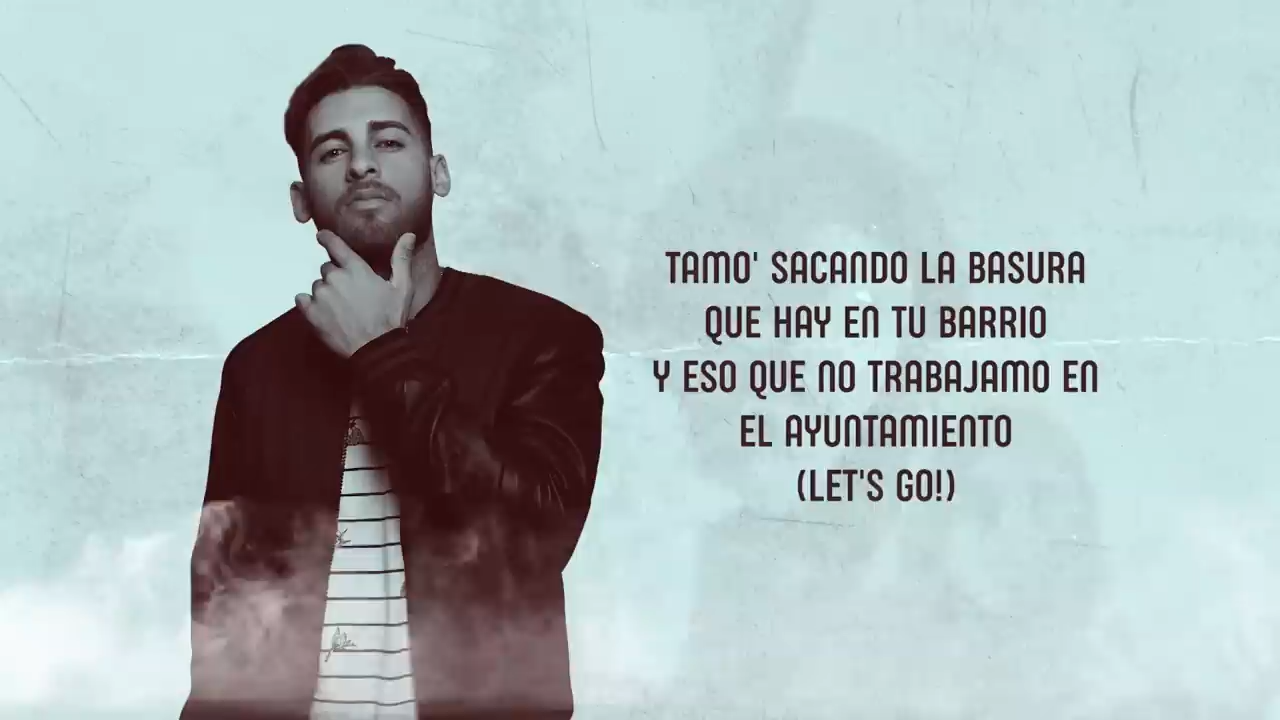 TAMO' SACANDO LA BASURA
QUE HAY EN TU BARRIO
Y ESO QUE NO TRABAJAMO EN
EL AYUNTAMIENTO
(LET'S GO!)